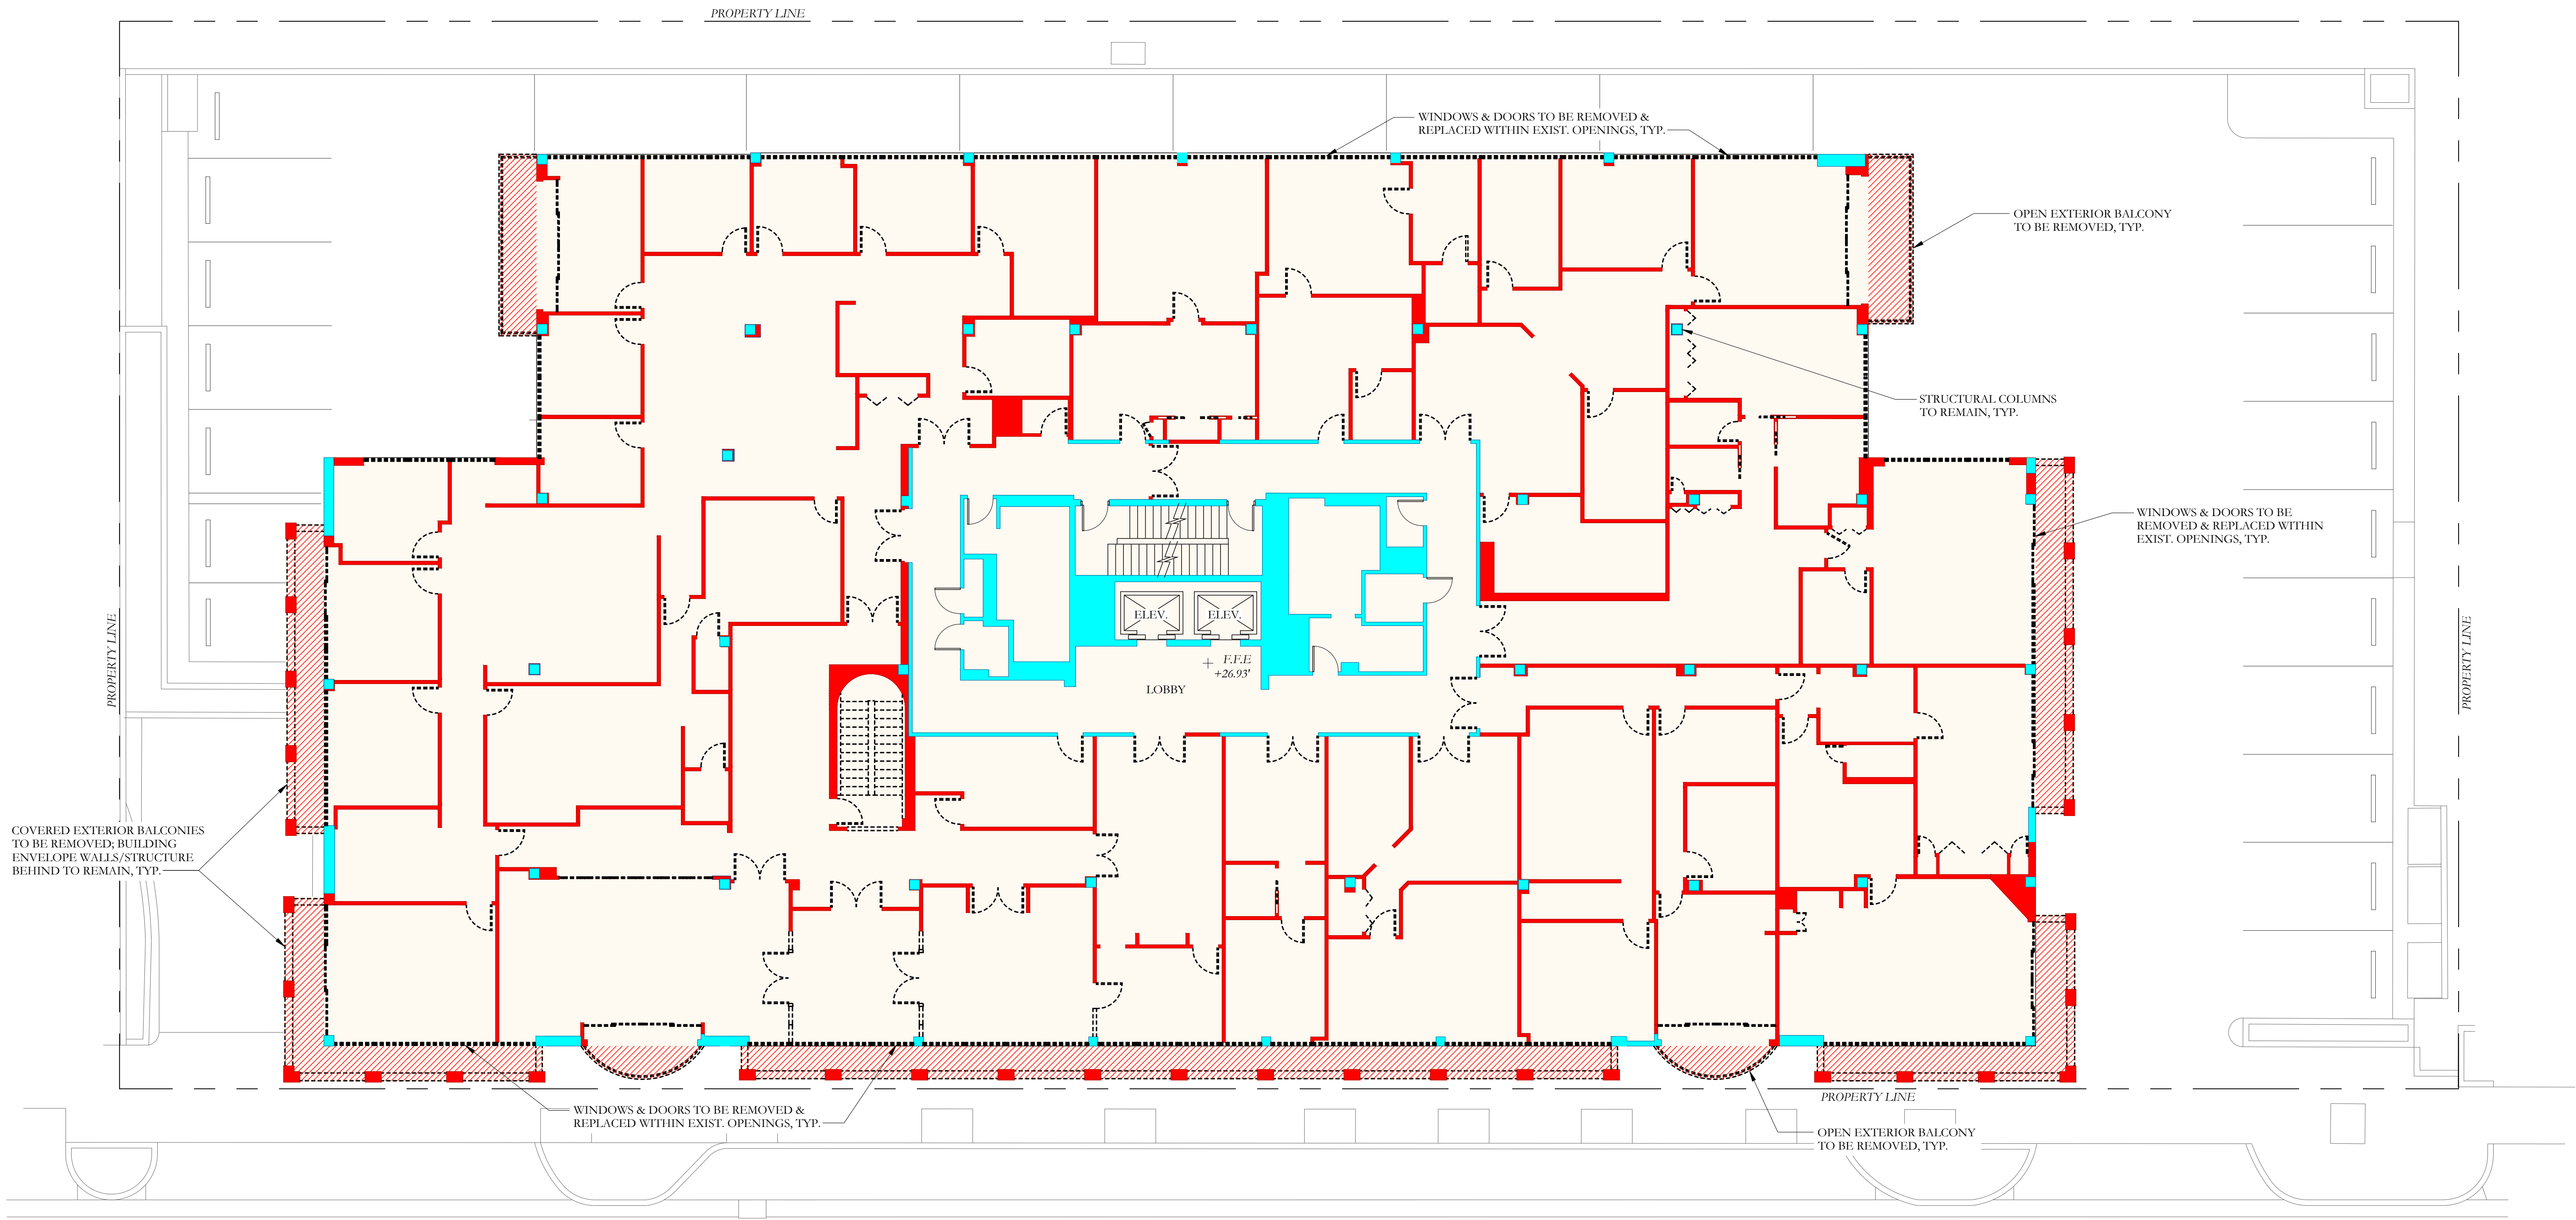 PROPERTY LINE
WINDOWS & DOORS TO BE REMOVED &
REPLACED WITHIN EXIST. OPENINGS, TYP.
OPEN EXTERIOR BALCONY
TO BE REMOVED, TYP.
STRUCTURAL COLUMNS
TO REMAIN, TYP.
WINDOWS & DOORS TO BE
REMOVED & REPLACED WITHIN
EXIST. OPENINGS, TYP.
ELEV.
ELEV.
F.F.E
+26.93'
LOBBY
PROPERTY LINE
PROPERTY LINE
COVERED EXTERIOR BALCONIES
TO BE REMOVED; BUILDING
ENVELOPE WALLS/STRUCTURE
BEHIND TO REMAIN, TYP.
PROPERTY LINE
WINDOWS & DOORS TO BE REMOVED &
REPLACED WITHIN EXIST. OPENINGS, TYP.
OPEN EXTERIOR BALCONY
TO BE REMOVED, TYP.